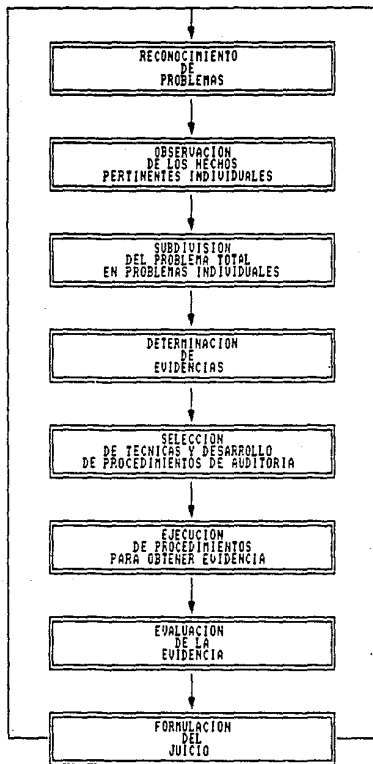 RECONOCIMIENTO
DE
PROBLEMAS
OBSERVACION
DE LOS HECHOS
PERTINENTES INDIVIDUALES
SUBDIVISION
DEL PROBLEMA TOTAL
EN PROBLEMAS INDIVIDUALES
DETERMINACION
DE
EVIDENCIAS
SELECCION
DE TECNICAS Y DESARROLLO
DE PROCEDIMIENTOS DE AUDITORIA
EJECUCION
DE PROCEDIMIENTOS
PARA OBTENER EVIDENCIA
EVALUACION
DE LA
EVIDENCIA
FORMULACION
DEL
JUICIO